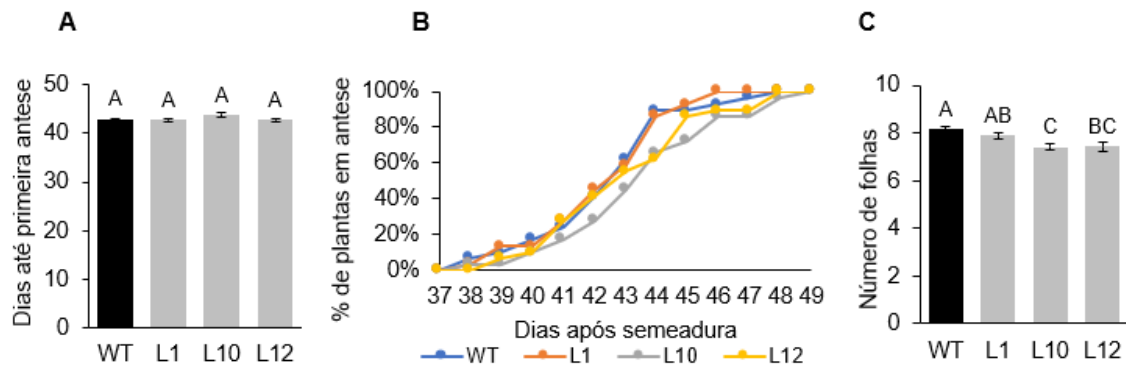 A
Dias até primeira antese
50
40
30
20
10
0
A A A A
WT L1 L10 L12
B
% de plantas em antese
100%
80%
60%
40%
20%
0%
37 38 39 40 41 42 43 44 45 46 47 48 49
Dias após semeadura
WT L1 L10 L12
C
Número de folhas
10
8
6
4
2
0
A AB C BC
WT L1 L10 L12